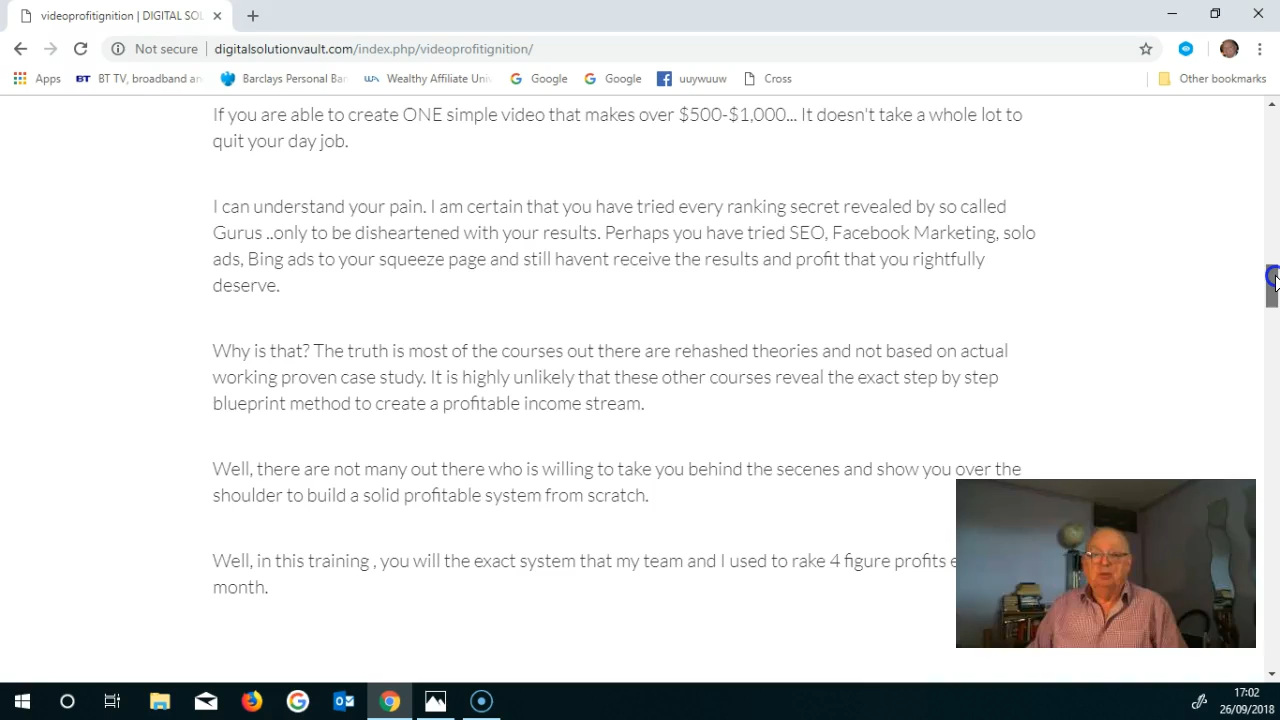 videoprofitignition | DIGITAL SOL
Not secure
digitalsolutionvault.com/index.php/videoprofitignition/
Apps
BT BT TV, broadband an
Barclays Personal Ban
WA Wealthy Affiliate Univ
Google
Google
uuywuuw
Cross
Other bookmarks
If you are able to create ONE simple video that makes over $500-$1,000... It doesn't take a whole lot to
quit your day job.
I can understand your pain. I am certain that you have tried every ranking secret revealed by so called
Gurus ..only to be disheartened with your results. Perhaps you have tried SEO, Facebook Marketing, solo
ads, Bing ads to your squeeze page and still havent receive the results and profit that you rightfully
deserve.
Why is that? The truth is most of the courses out there are rehashed theories and not based on actual
working proven case study. It is highly unlikely that these other courses reveal the exact step by step
blueprint method to create a profitable income stream.
Well, there are not many out there who is willing to take you behind the secenes and show you over the
shoulder to build a solid profitable system from scratch.
Well, in this training , you will the exact system that my team and I used to rake 4 figure profits e
month.
17:02
26/09/2018